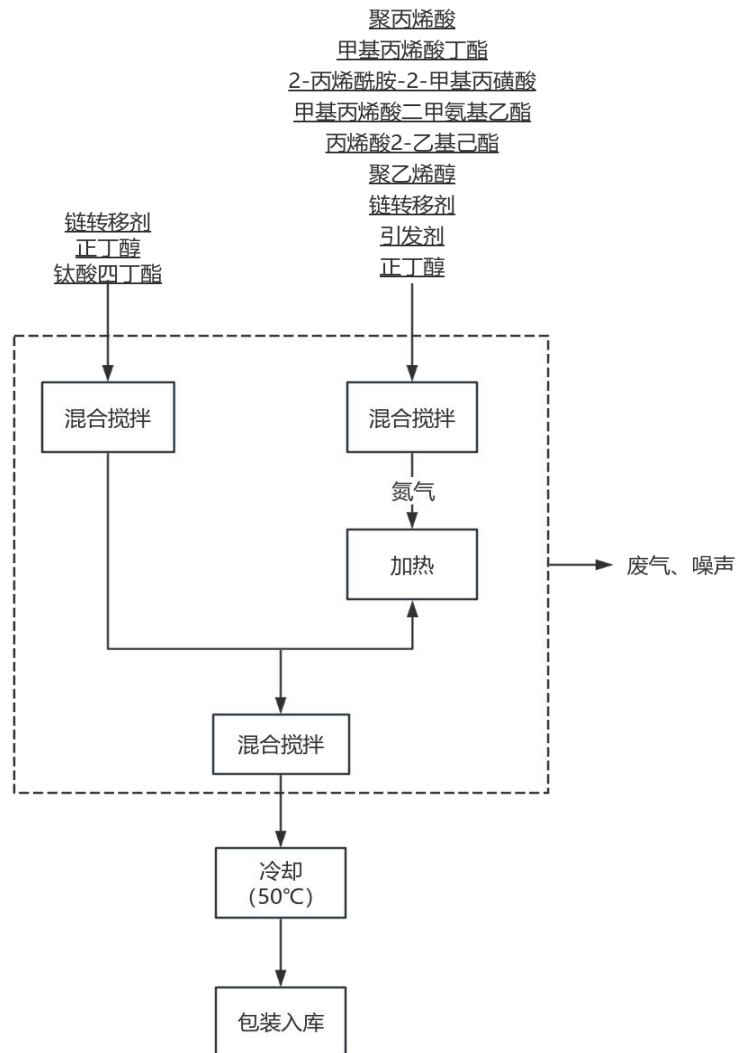 聚丙烯酸
甲基丙烯酸丁酯
2-丙烯酰胺-2-甲基丙磺酸
甲基丙烯酸二甲氨基乙酯
丙烯酸2-乙基己酯
聚乙烯醇
链转移剂
引发剂
正丁醇
链转移剂
正丁醇
钛酸四丁酯
混合搅拌
混合搅拌
氮气
加热
废气、噪声
混合搅拌
冷却
(50℃)
包装入库